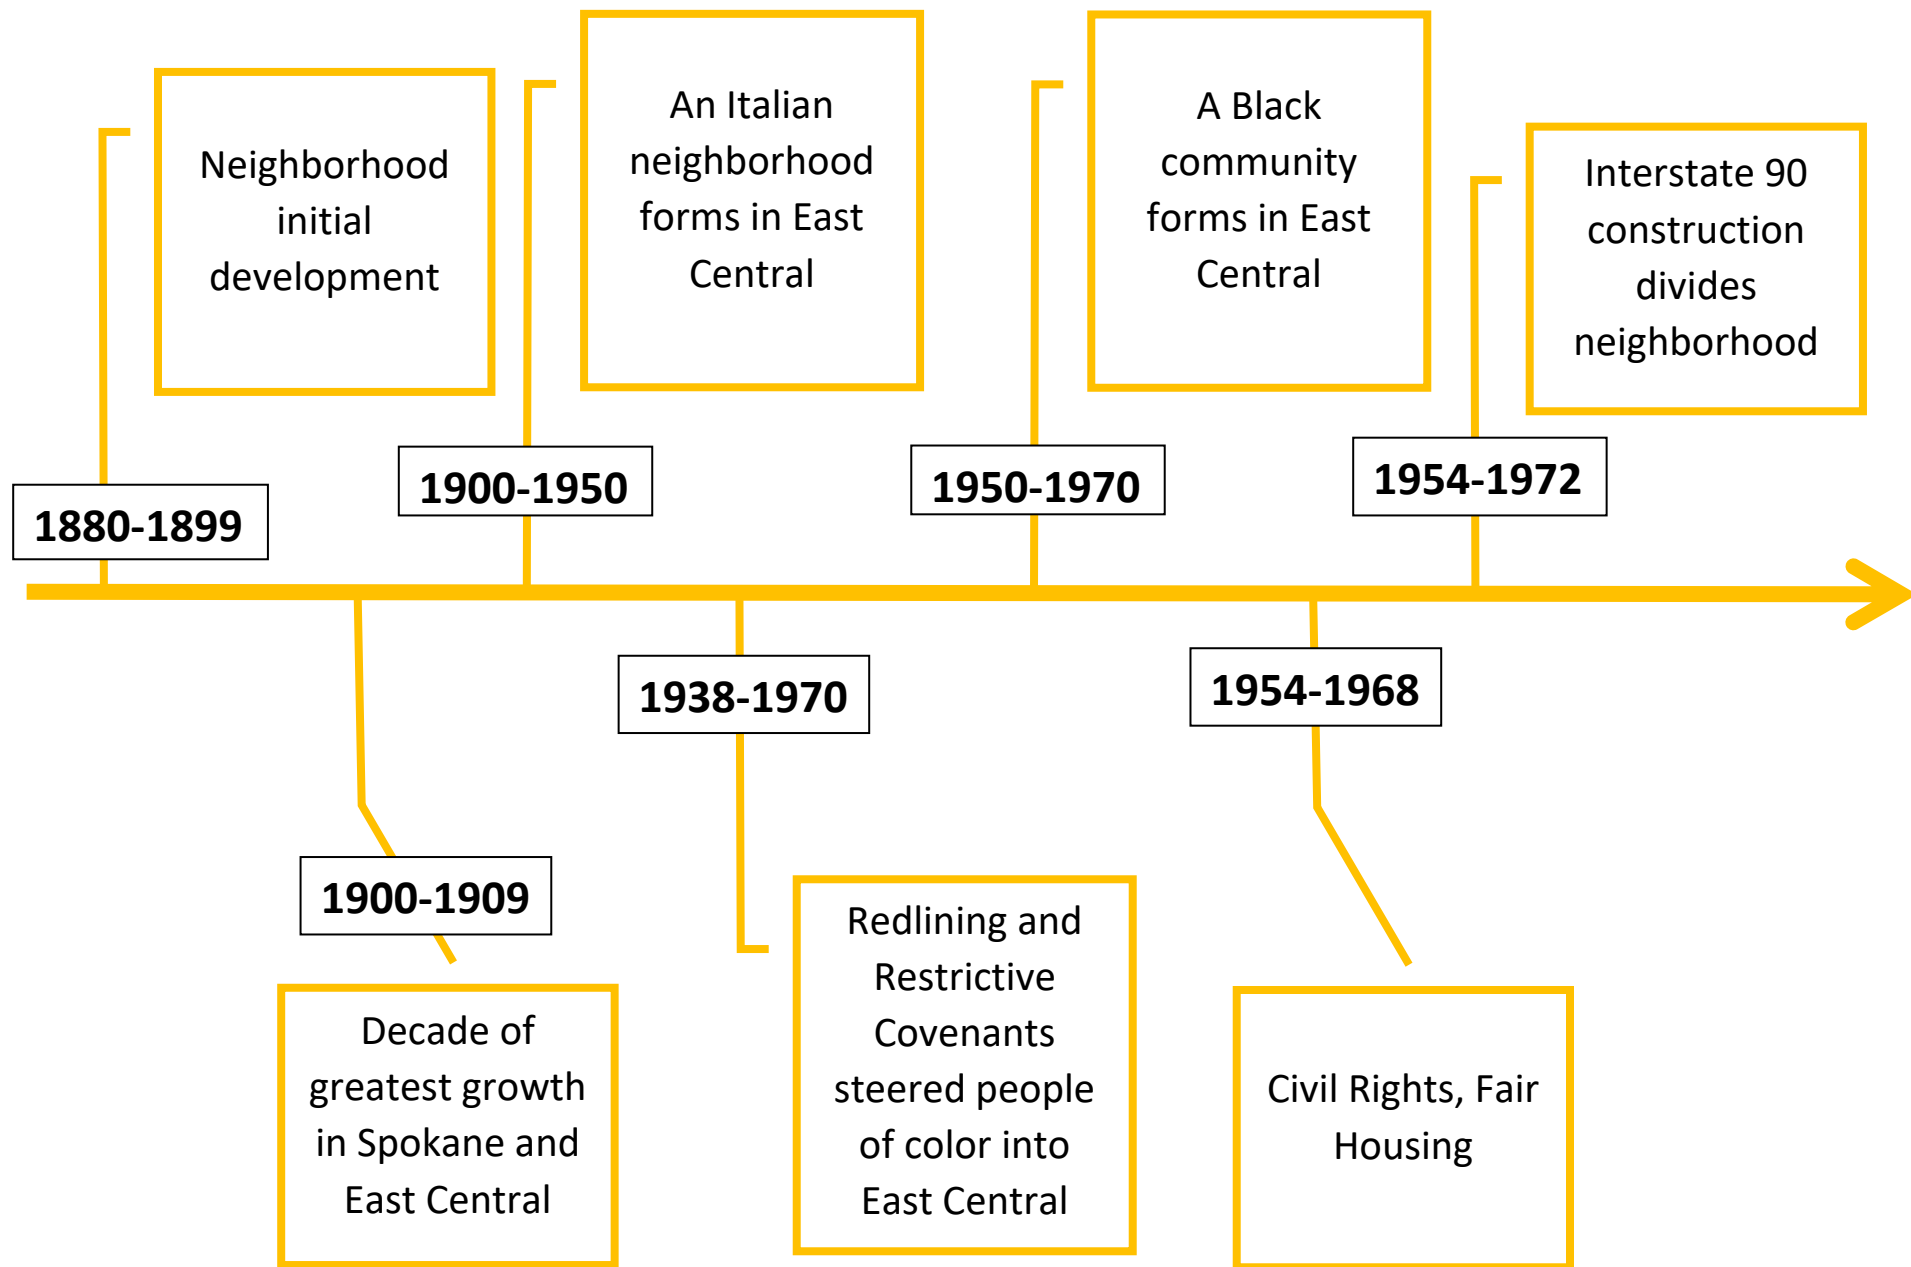 Neighborhood
initial
development
1880-1899
An Italian
neighborhood
forms in East
Central
1900-1950
A Black
community
forms in East
Central
1950-1970
Interstate 90
construction
divides
neighborhood
1954-1972
1900-1909
Decade of
greatest growth
in Spokane and
East Central
1938-1970
Redlining and
Restrictive
Covenants
steered people
of color into
East Central
1954-1968
Civil Rights, Fair
Housing